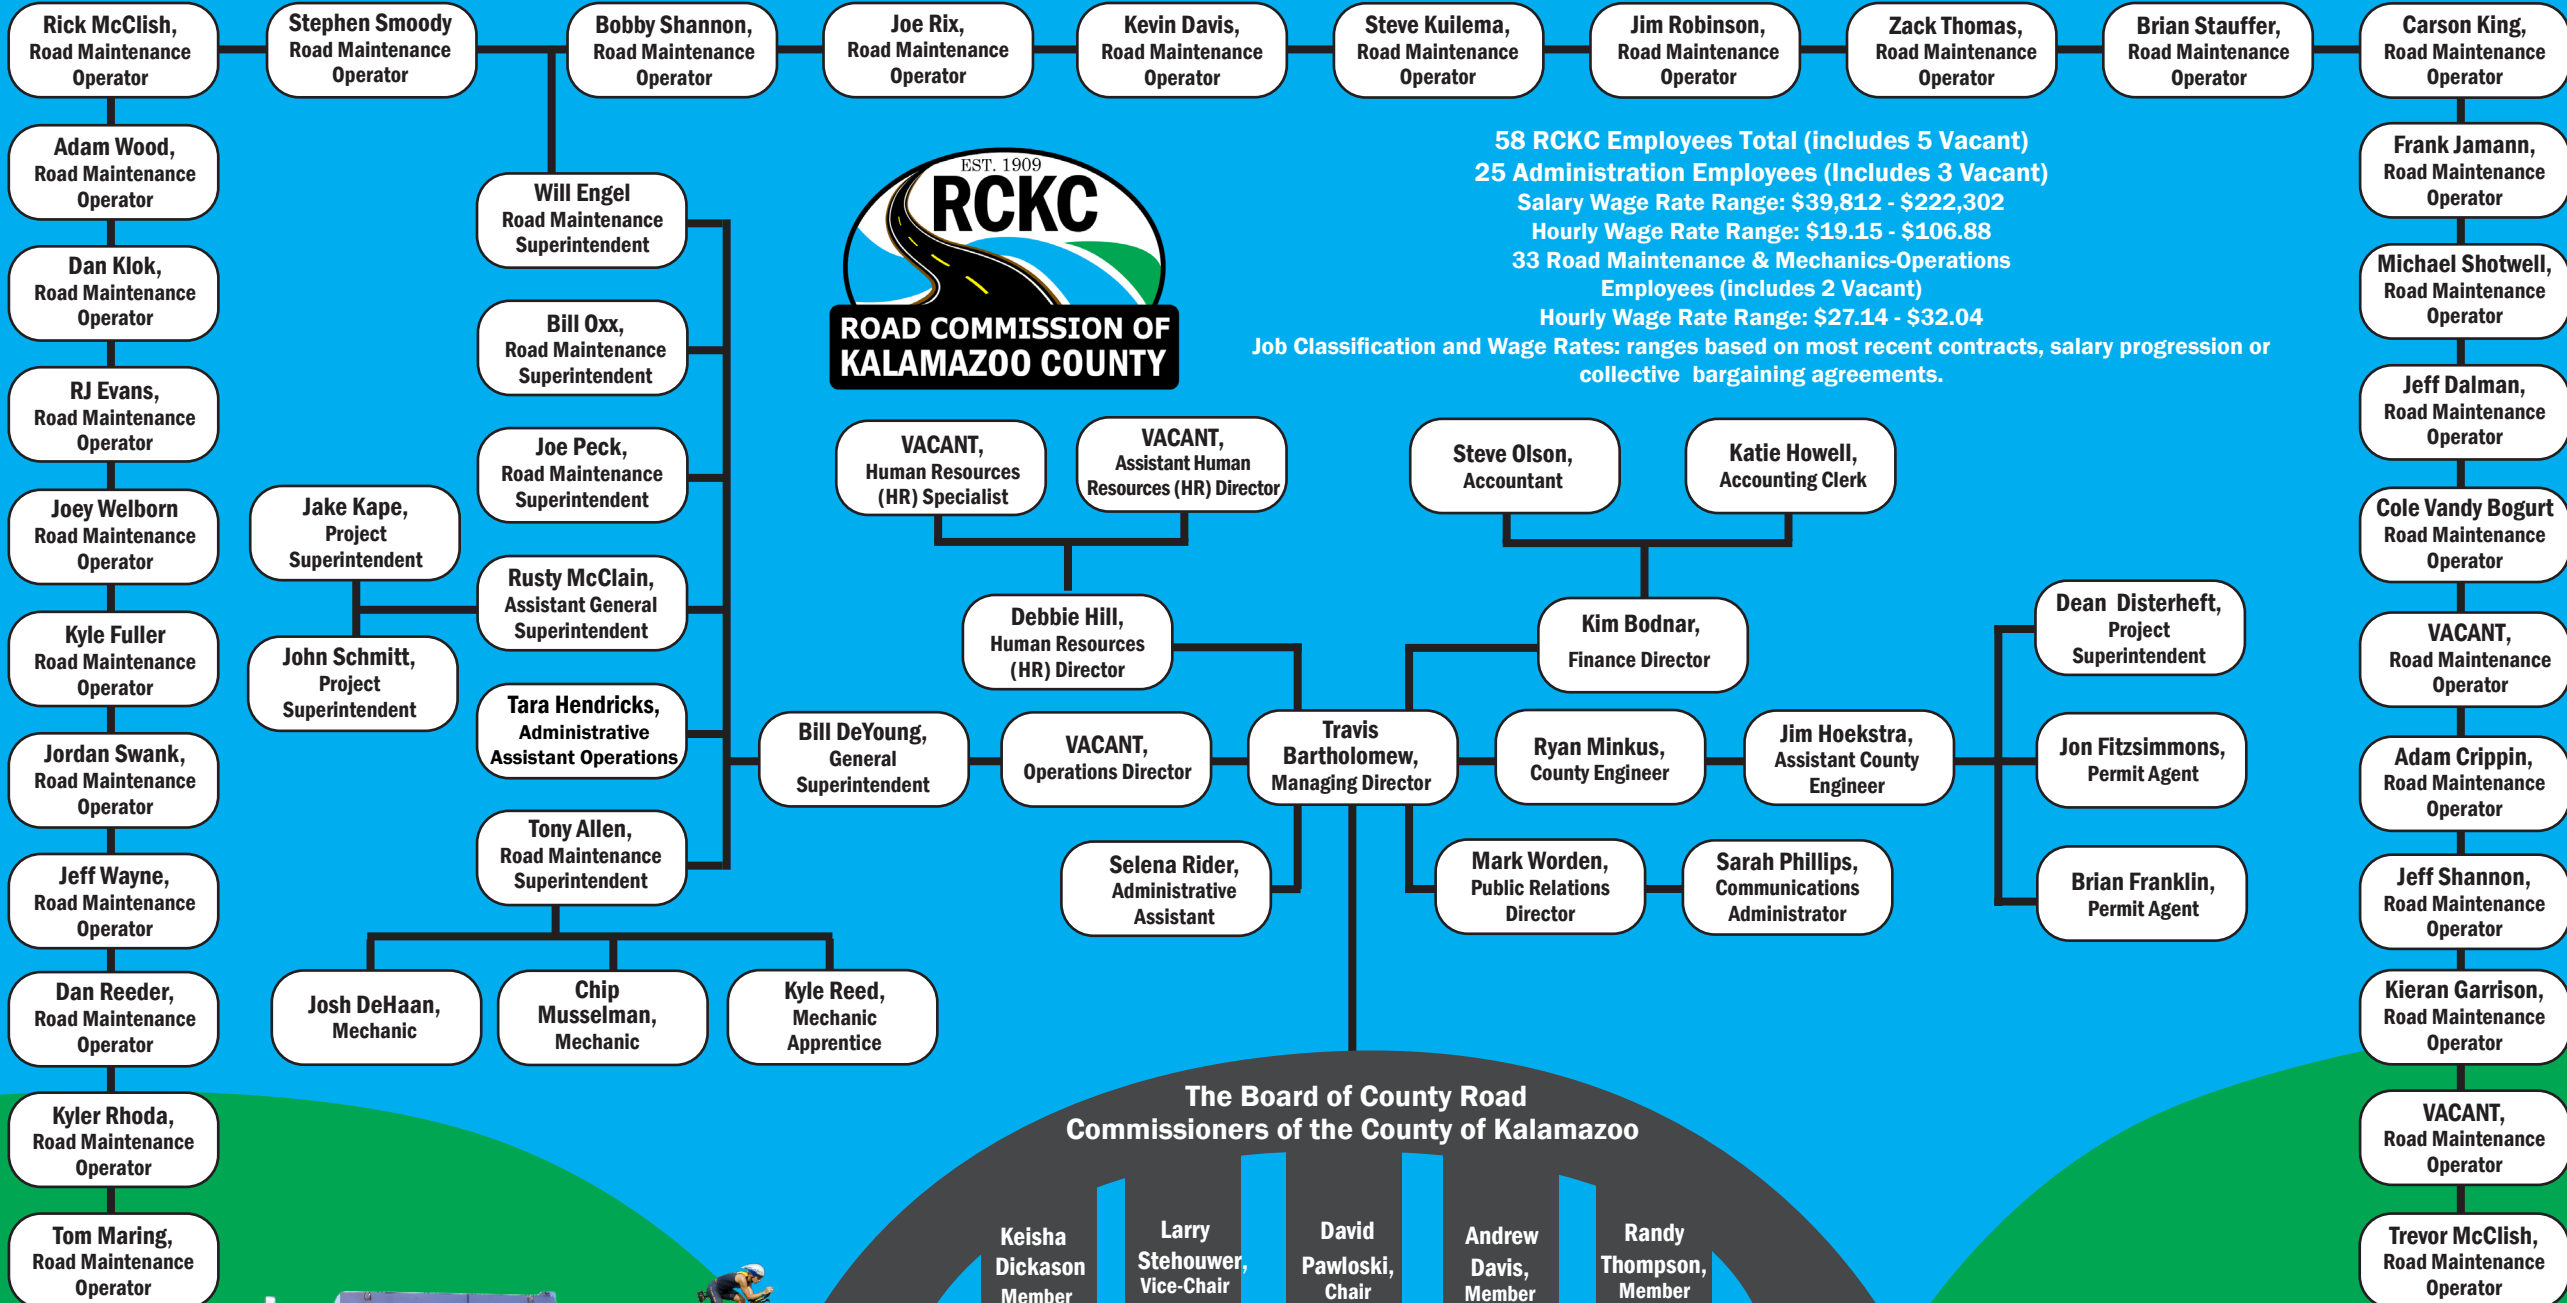 Rick McClish,
Road Maintenance
Operator
Stephen Smoody
Road Maintenance
Operator
Bobby Shannon,
Road Maintenance
Operator
Joe Rix,
Road Maintenance
Operator
Kevin Davis,
Road Maintenance
Operator
Steve Kuilema,
Road Maintenance
Operator
Jim Robinson,
Road Maintenance
Operator
Zack Thomas,
Road Maintenance
Operator
Brian Stauffer,
Road Maintenance
Operator
Carson King,
Road Maintenance
Operator
Adam Wood,
Road Maintenance
Operator
Dan Klok,
Road Maintenance
Operator
RJ Evans,
Road Maintenance
Operator
Joey Welborn
Road Maintenance
Operator
Kyle Fuller
Road Maintenance
Operator
Jordan Swank,
Road Maintenance
Operator
Jeff Wayne,
Road Maintenance
Operator
Dan Reeder,
Road Maintenance
Operator
Kyler Rhoda,
Road Maintenance
Operator
Tom Maring,
Road Maintenance
Operator
Will Engel
Road Maintenance
Superintendent
Bill Oxx,
Road Maintenance
Superintendent
Joe Peck,
Road Maintenance
Superintendent
Jake Kape,
Project
Superintendent
Rusty McClain,
Assistant General
Superintendent
John Schmitt,
Project
Superintendent
Tara Hendricks,
Administrative
Assistant Operations
Tony Allen,
Road Maintenance
Superintendent
Josh DeHaan,
Mechanic
Chip
Musselman,
Mechanic
Kyle Reed,
Mechanic
Apprentice
EST. 1909
RCKC
ROAD COMMISSION OF
KALAMAZOO COUNTY
58 RCKC Employees Total (includes 5 Vacant)
25 Administration Employees (Includes 3 Vacant)
Salary Wage Rate Range: $39,812 - $222,302
Hourly Wage Rate Range: $19.15 - $106.88
33 Road Maintenance & Mechanics-Operations
Employees (includes 2 Vacant)
Hourly Wage Rate Range: $27.14 - $32.04
Job Classification and Wage Rates: ranges based on most recent contracts, salary progression or
collective bargaining agreements.
VACANT,
Human Resources
(HR) Specialist
VACANT,
Assistant Human
Resources (HR) Director
Steve Olson,
Accountant
Katie Howell,
Accounting Clerk
Debbie Hill,
Human Resources
(HR) Director
Kim Bodnar,
Finance Director
Bill DeYoung,
General
Superintendent
VACANT,
Operations Director
Travis
Bartholomew,
Managing Director
Ryan Minkus,
County Engineer
Jim Hoekstra,
Assistant County
Engineer
Dean Disterheft,
Project
Superintendent
Jon Fitzsimmons,
Permit Agent
Brian Franklin,
Permit Agent
Selena Rider,
Administrative
Assistant
Mark Worden,
Public Relations
Director
Sarah Phillips,
Communications
Administrator
Frank Jamann,
Road Maintenance
Operator
Michael Shotwell,
Road Maintenance
Operator
Jeff Dalman,
Road Maintenance
Operator
Cole Vandy Bogurt
Road Maintenance
Operator
VACANT,
Road Maintenance
Operator
Adam Crippin,
Road Maintenance
Operator
Jeff Shannon,
Road Maintenance
Operator
Kieran Garrison,
Road Maintenance
Operator
VACANT,
Road Maintenance
Operator
Trevor McClish,
Road Maintenance
Operator
The Board of County Road
Commissioners of the County of Kalamazoo
Keisha
Dickason
Member
Larry
Stehouwer,
Vice-Chair
David
Pawloski,
Chair
Andrew
Davis,
Member
Randy
Thompson,
Member